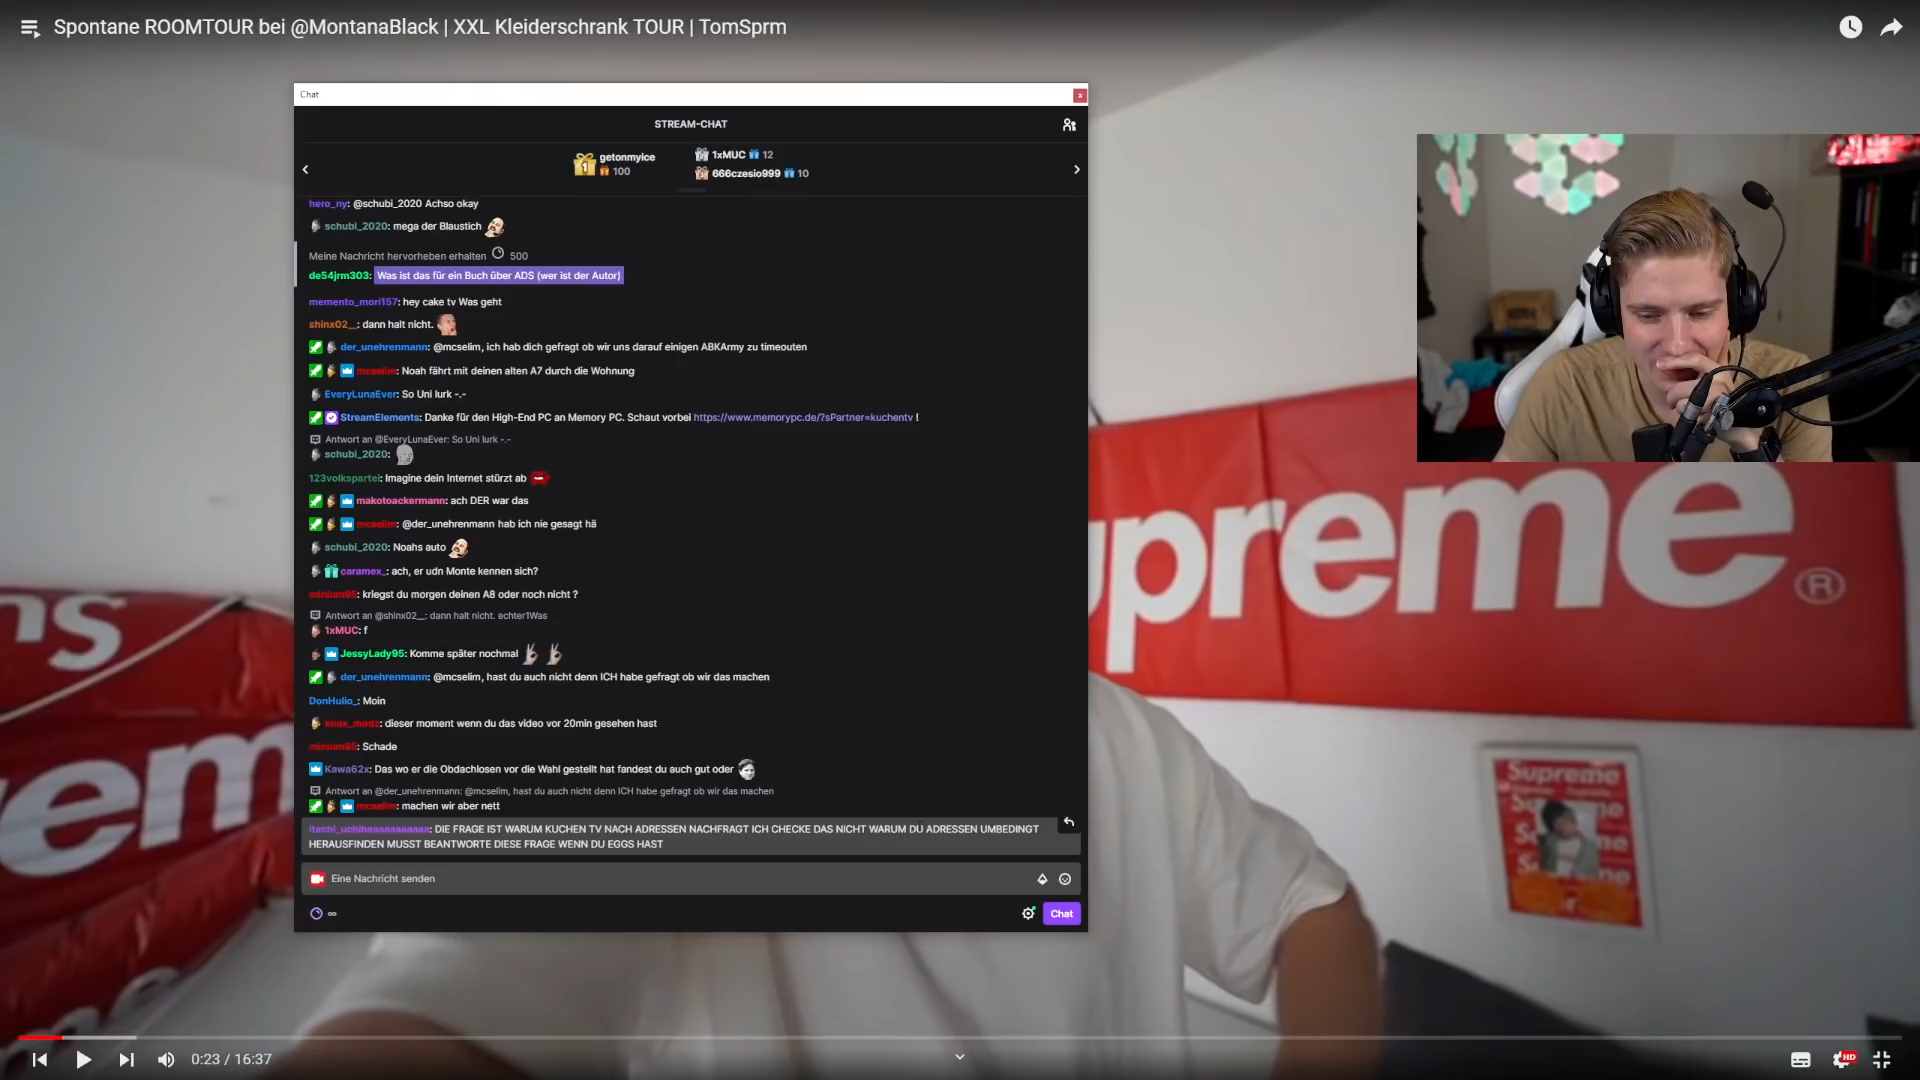 Spontane ROOMTOUR bei @MontanaBlack | XXL Kleiderschrank TOUR | TomSprm
Chat
STREAM-CHAT
getonmyice
1
100
1xMUC 12
666czesio999 10
hero_ny: @schubi_2020 Achso okay
schubi_2020: mega der Blaustich
Meine Nachricht hervorheben erhalten 500
de54jrm303: Was ist das für ein Buch über ADS (wer ist der Autor)
memento_mori157: hey cake tv Was geht
shinx02__: dann halt nicht.
der_unehrenmann: @mcselim, ich hab dich gefragt ob wir uns darauf einigen ABKArmy zu timeouten
mcselim: Noah fährt mit deinen alten A7 durch die Wohnung
EveryLunaEver: So Uni lurk -.-
StreamElements: Danke für den High-End PC an Memory PC. Schaut vorbei https://www.memorypc.de/?sPartner=kuchentv !
Antwort an @EveryLunaEver: So Uni lurk -.-
schubi_2020:
123volkspartei: Imagine dein Internet stürzt ab
makotoackermann: ach DER war das
mcselim: @der_unehrenmann hab ich nie gesagt hä
schubi_2020: Noahs auto
caramex_: ach, er udn Monte kennen sich?
minium95: kriegst du morgen deinen A8 oder noch nicht ?
Antwort an @shinx02__: dann halt nicht. echter1Was
1xMUC: f
JessyLady95: Komme später nochmal
der_unehrenmann: @mcselim, hast du auch nicht denn ICH habe gefragt ob wir das machen
DonHulio_: Moin
knox_modz: dieser moment wenn du das video vor 20min gesehen hast
minium95: Schade
Kawa62x: Das wo er die Obdachlosen vor die Wahl gestellt hat fandest du auch gut oder
Antwort an @der_unehrenmann: @mcselim, hast du auch nicht denn ICH habe gefragt ob wir das machen
mcselim: machen wir aber nett
itachi_uchihaaaaaaaaaaa: DIE FRAGE IST WARUM KUCHEN TV NACH ADRESSEN NACHFRAGT ICH CHECKE DAS NICHT WARUM DU ADRESSEN UMBEDINGT
HERAUSFINDEN MUSST BEANTWORTE DIESE FRAGE WENN DU EGGS HAST
Eine Nachricht senden
Chat
upreme®
Supreme
0:23 / 16:37
HD